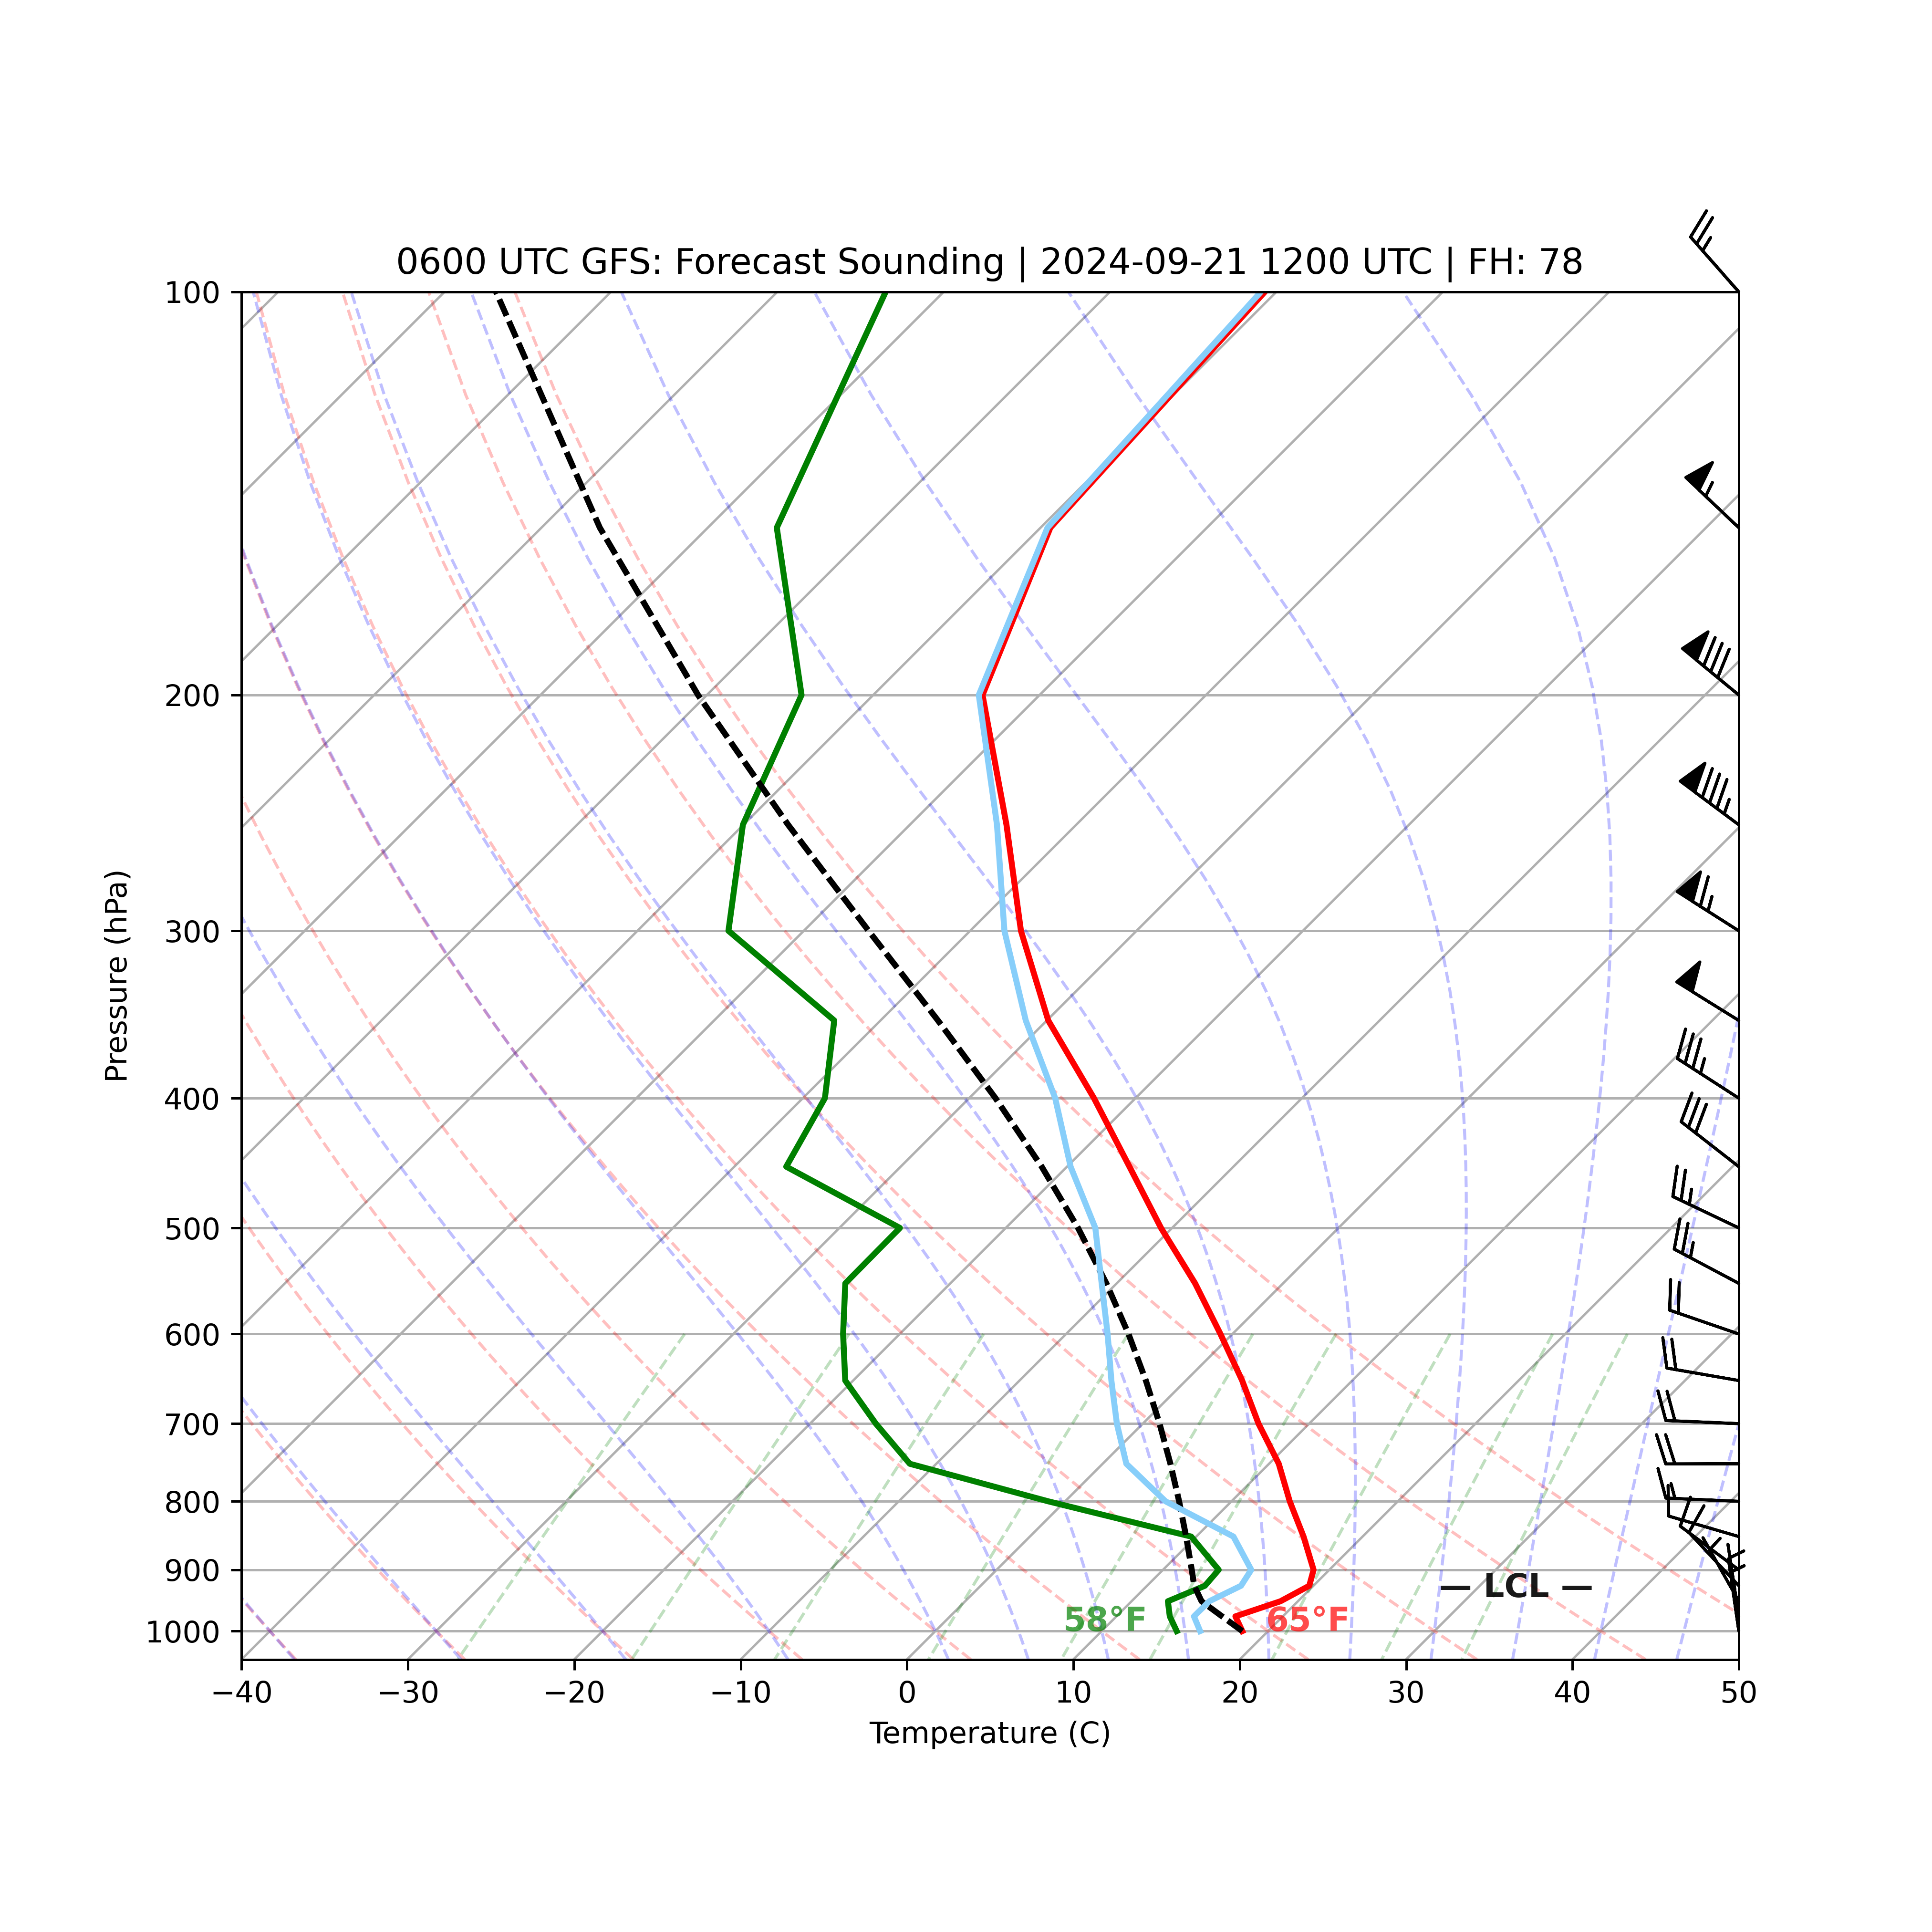 0600 UTC GFS: Forecast Sounding | 2024-09-21 1200 UTC | FH: 78
100
200
300
400
500
600
700
800
900
1000
Pressure (hPa)
— LCL —
58°F
65°F
−40 −30 −20 −10 0 10 20 30 40 50
Temperature (C)